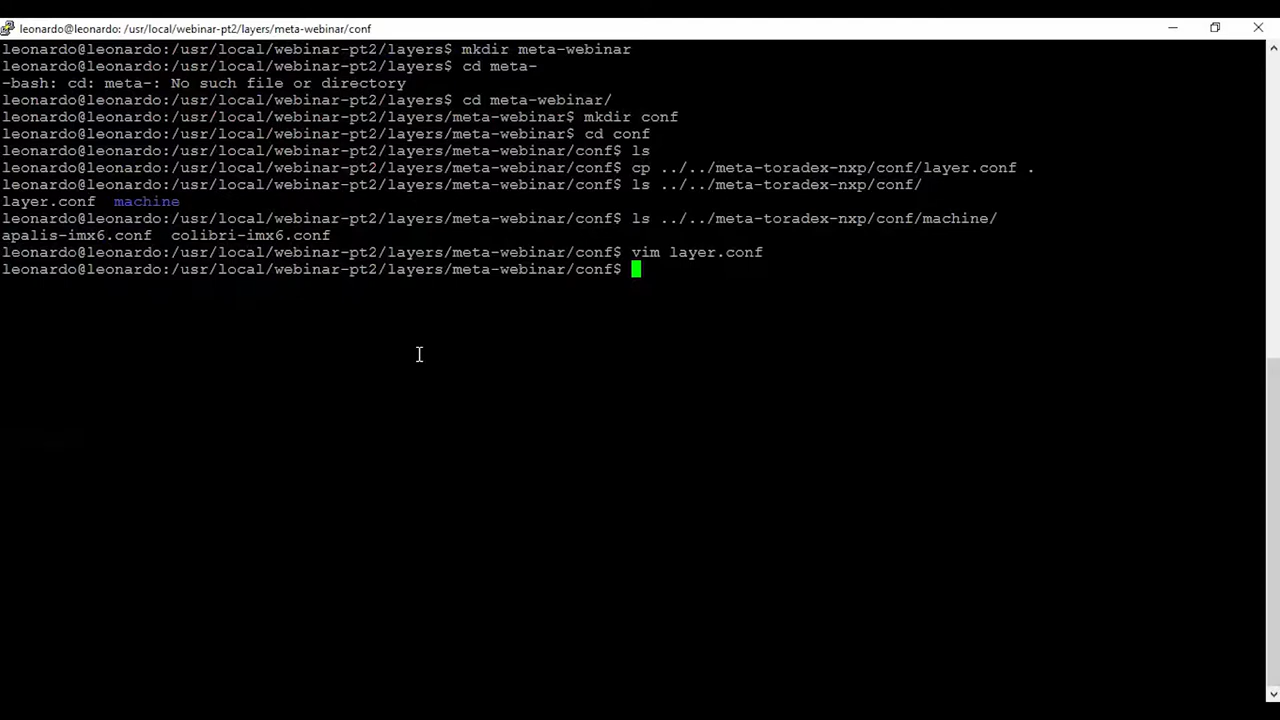 leonardo@leonardo: /usr/local/webinar-pt2/layers/meta-webinar/conf
leonardo@leonardo:/usr/local/webinar-pt2/layers$ mkdir meta-webinar
leonardo@leonardo:/usr/local/webinar-pt2/layers$ cd meta-
-bash: cd: meta-: No such file or directory
leonardo@leonardo:/usr/local/webinar-pt2/layers$ cd meta-webinar/
leonardo@leonardo:/usr/local/webinar-pt2/layers/meta-webinar$ mkdir conf
leonardo@leonardo:/usr/local/webinar-pt2/layers/meta-webinar$ cd conf
leonardo@leonardo:/usr/local/webinar-pt2/layers/meta-webinar/conf$ ls
leonardo@leonardo:/usr/local/webinar-pt2/layers/meta-webinar/conf$ cp ../../meta-toradex-nxp/conf/layer.conf .
leonardo@leonardo:/usr/local/webinar-pt2/layers/meta-webinar/conf$ ls ../../meta-toradex-nxp/conf/
layer.conf  machine
leonardo@leonardo:/usr/local/webinar-pt2/layers/meta-webinar/conf$ ls ../../meta-toradex-nxp/conf/machine/
apalis-imx6.conf  colibri-imx6.conf
leonardo@leonardo:/usr/local/webinar-pt2/layers/meta-webinar/conf$ vim layer.conf
leonardo@leonardo:/usr/local/webinar-pt2/layers/meta-webinar/conf$